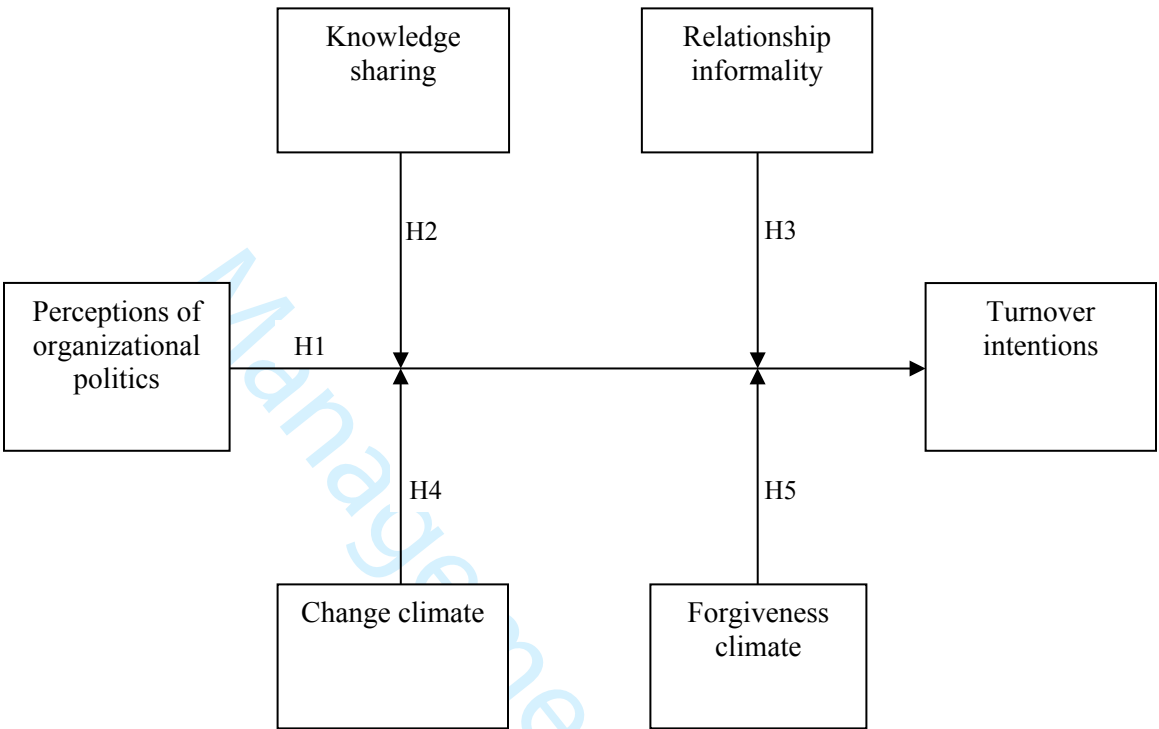 Knowledge
sharing
Relationship
informality
H2
H3
Perceptions of
organizational
politics
H1
Turnover
intentions
H4
H5
Change climate
Forgiveness
climate
Manageme